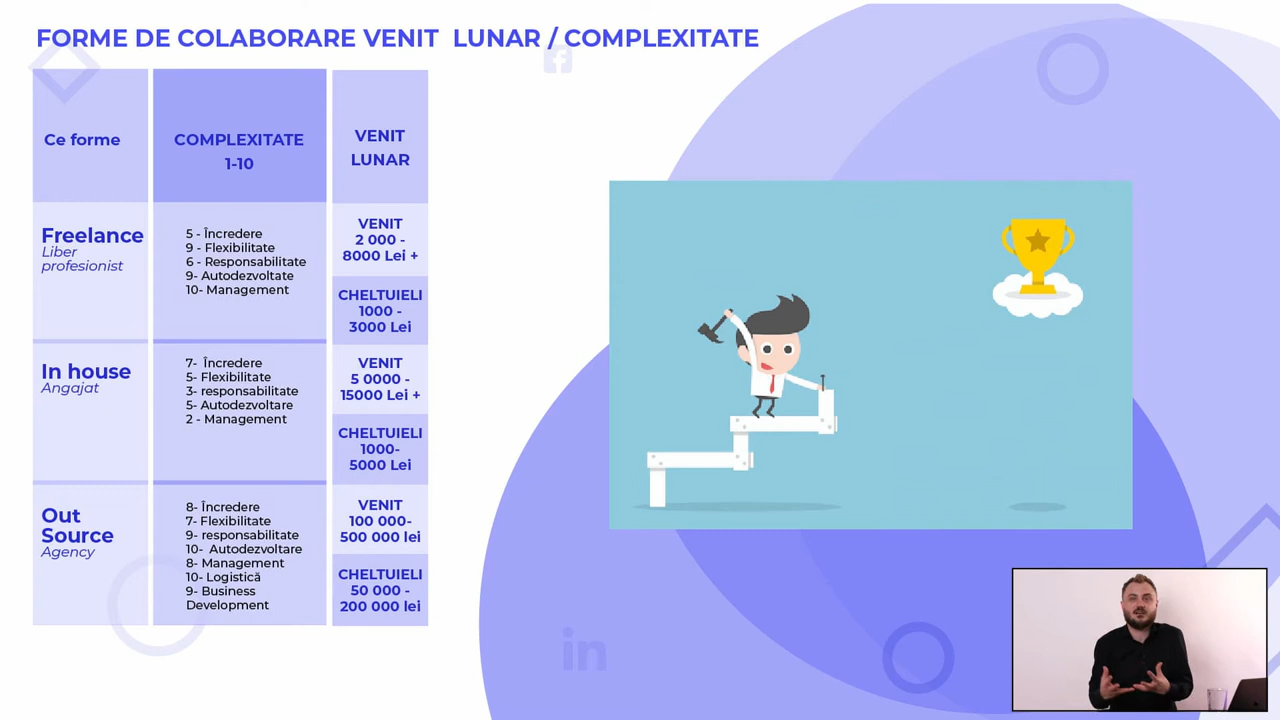 FORME DE COLABORARE VENIT LUNAR / COMPLEXITATE
Ce forme
COMPLEXITATE
1-10
VENIT
LUNAR
Freelance
Liber
profesionist
5 - Încredere
9 - Flexibilitate
6 - Responsabilitate
9- Autodezvoltate
10- Management
VENIT
2 000 -
8000 Lei +
CHELTUIELI
1000 -
3000 Lei
In house
Angajat
7- Încredere
5- Flexibilitate
3- responsabilitate
5- Autodezvoltare
2 - Management
VENIT
5 0000 -
15000 Lei +
CHELTUIELI
1000-
5000 Lei
Out
Source
Agency
8- Încredere
7- Flexibilitate
9- responsabilitate
10- Autodezvoltare
8- Management
10- Logistică
9- Business
Development
VENIT
100 000-
500 000 lei
CHELTUIELI
50 000 -
200 000 lei
in